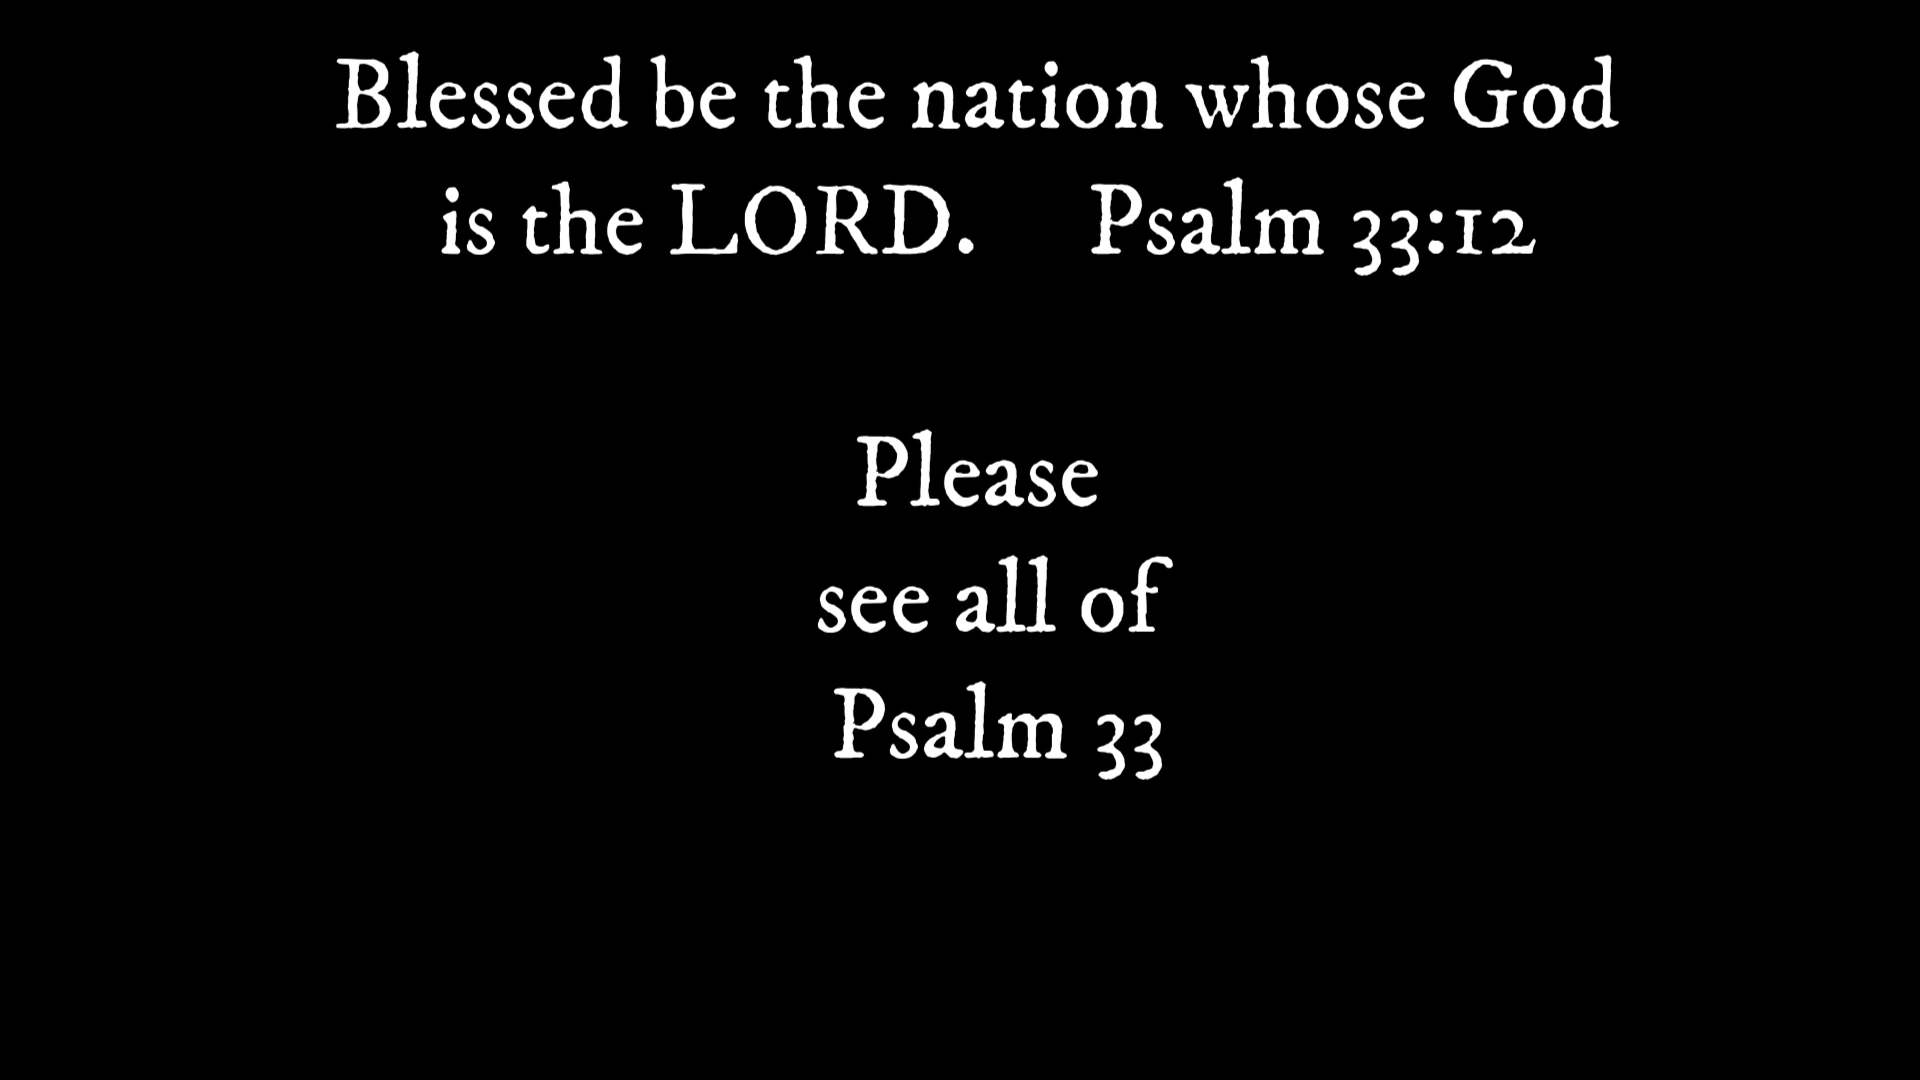 Blessed be the nation whose God
is the LORD. Psalm 33:12
Please
see all of
Psalm 33